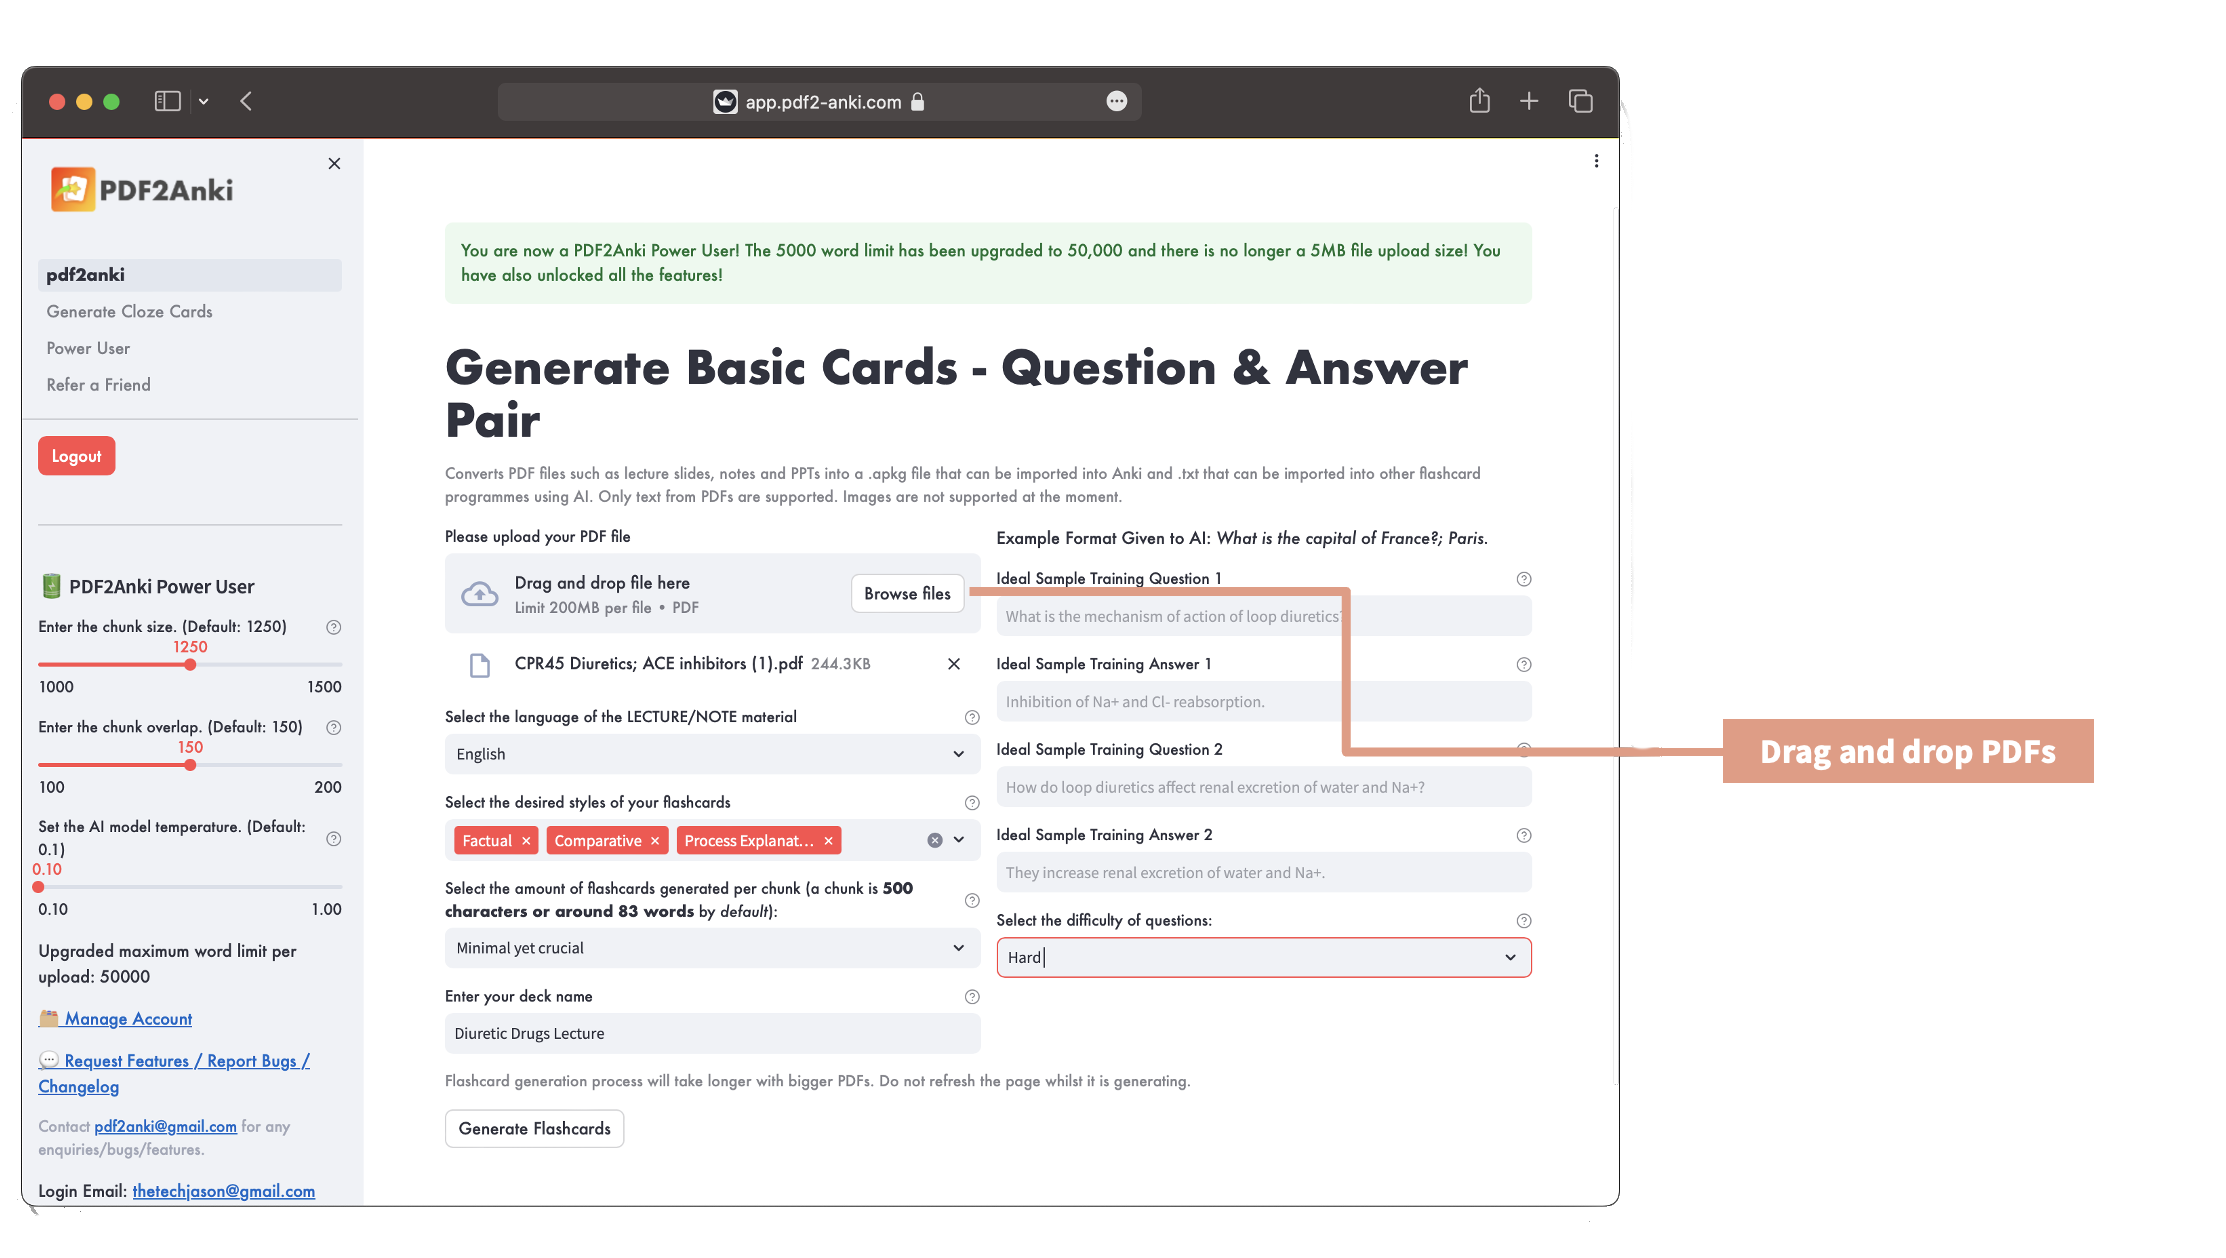 app.pdf2-anki.com
PDF2Anki
pdf2anki
Generate Cloze Cards
Power User
Refer a Friend
Logout
PDF2Anki Power User
Enter the chunk size. (Default: 1250)
1250
1000 1500
Enter the chunk overlap. (Default: 150)
150
100 200
Set the AI model temperature. (Default:
0.1)
0.10
0.10 1.00
Upgraded maximum word limit per
upload: 50000
Manage Account
Request Features / Report Bugs /
Changelog
Contact pdf2anki@gmail.com for any
enquiries/bugs/features.
Login Email: thetechjason@gmail.com
You are now a PDF2Anki Power User! The 5000 word limit has been upgraded to 50,000 and there is no longer a 5MB file upload size! You
have also unlocked all the features!
Generate Basic Cards - Question & Answer
Pair
Converts PDF files such as lecture slides, notes and PPTs into a .apkg file that can be imported into Anki and .txt that can be imported into other flashcard
programmes using AI. Only text from PDFs are supported. Images are not supported at the moment.
Please upload your PDF file
Drag and drop file here
Limit 200MB per file • PDF
Browse files
CPR45 Diuretics; ACE inhibitors (1).pdf 244.3KB
Select the language of the LECTURE/NOTE material
English
Select the desired styles of your flashcards
Factual Comparative Process Explanat...
Select the amount of flashcards generated per chunk (a chunk is 500
characters or around 83 words by default):
Minimal yet crucial
Enter your deck name
Diuretic Drugs Lecture
Example Format Given to AI: What is the capital of France?; Paris.
Ideal Sample Training Question 1
What is the mechanism of action of loop diuretics?
Ideal Sample Training Answer 1
Inhibition of Na+ and Cl- reabsorption.
Ideal Sample Training Question 2
How do loop diuretics affect renal excretion of water and Na+?
Ideal Sample Training Answer 2
They increase renal excretion of water and Na+.
Select the difficulty of questions:
Hard
Flashcard generation process will take longer with bigger PDFs. Do not refresh the page whilst it is generating.
Generate Flashcards
Drag and drop PDFs